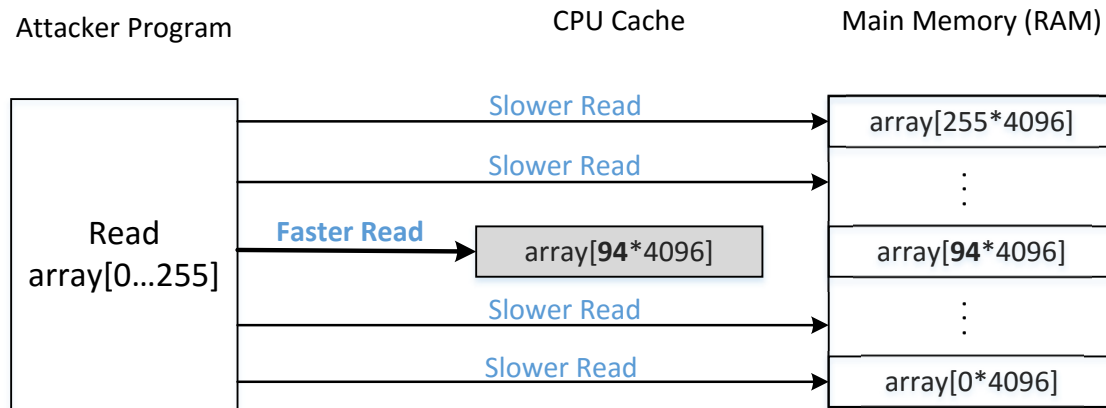 Attacker Program
CPU Cache
Main Memory (RAM)
Slower Read
array[255*4096]
Slower Read
⋮
Read
array[0...255]
Faster Read
array[94*4096]
array[94*4096]
Slower Read
⋮
Slower Read
array[0*4096]